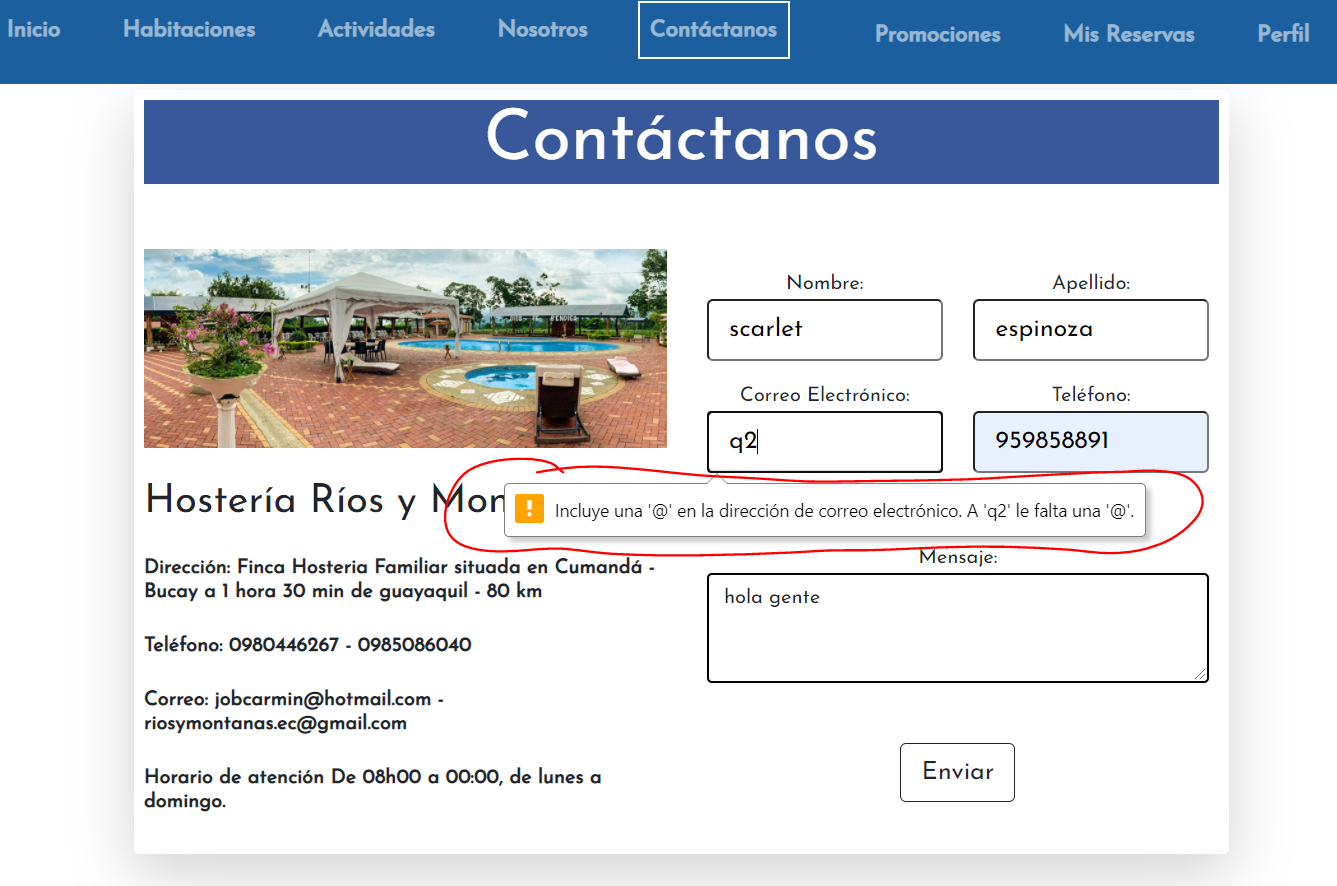 Inicio Habitaciones Actividades Nosotros Contáctanos Promociones Mis Reservas Perfil
Contáctanos
Nombre: Apellido:
scarlet espinoza
Correo Electrónico: Teléfono:
q2 959858891
Hostería Ríos y Mon
Incluye una '@' en la dirección de correo electrónico. A 'q2' le falta una '@'.
Dirección: Finca Hosteria Familiar situada en Cumandá -
Bucay a 1 hora 30 min de guayaquil - 80 km
Teléfono: 0980446267 - 0985086040
Correo: jobcarmin@hotmail.com -
riosymontanas.ec@gmail.com
Horario de atención De 08h00 a 00:00, de lunes a
domingo.
Mensaje:
hola gente
Enviar